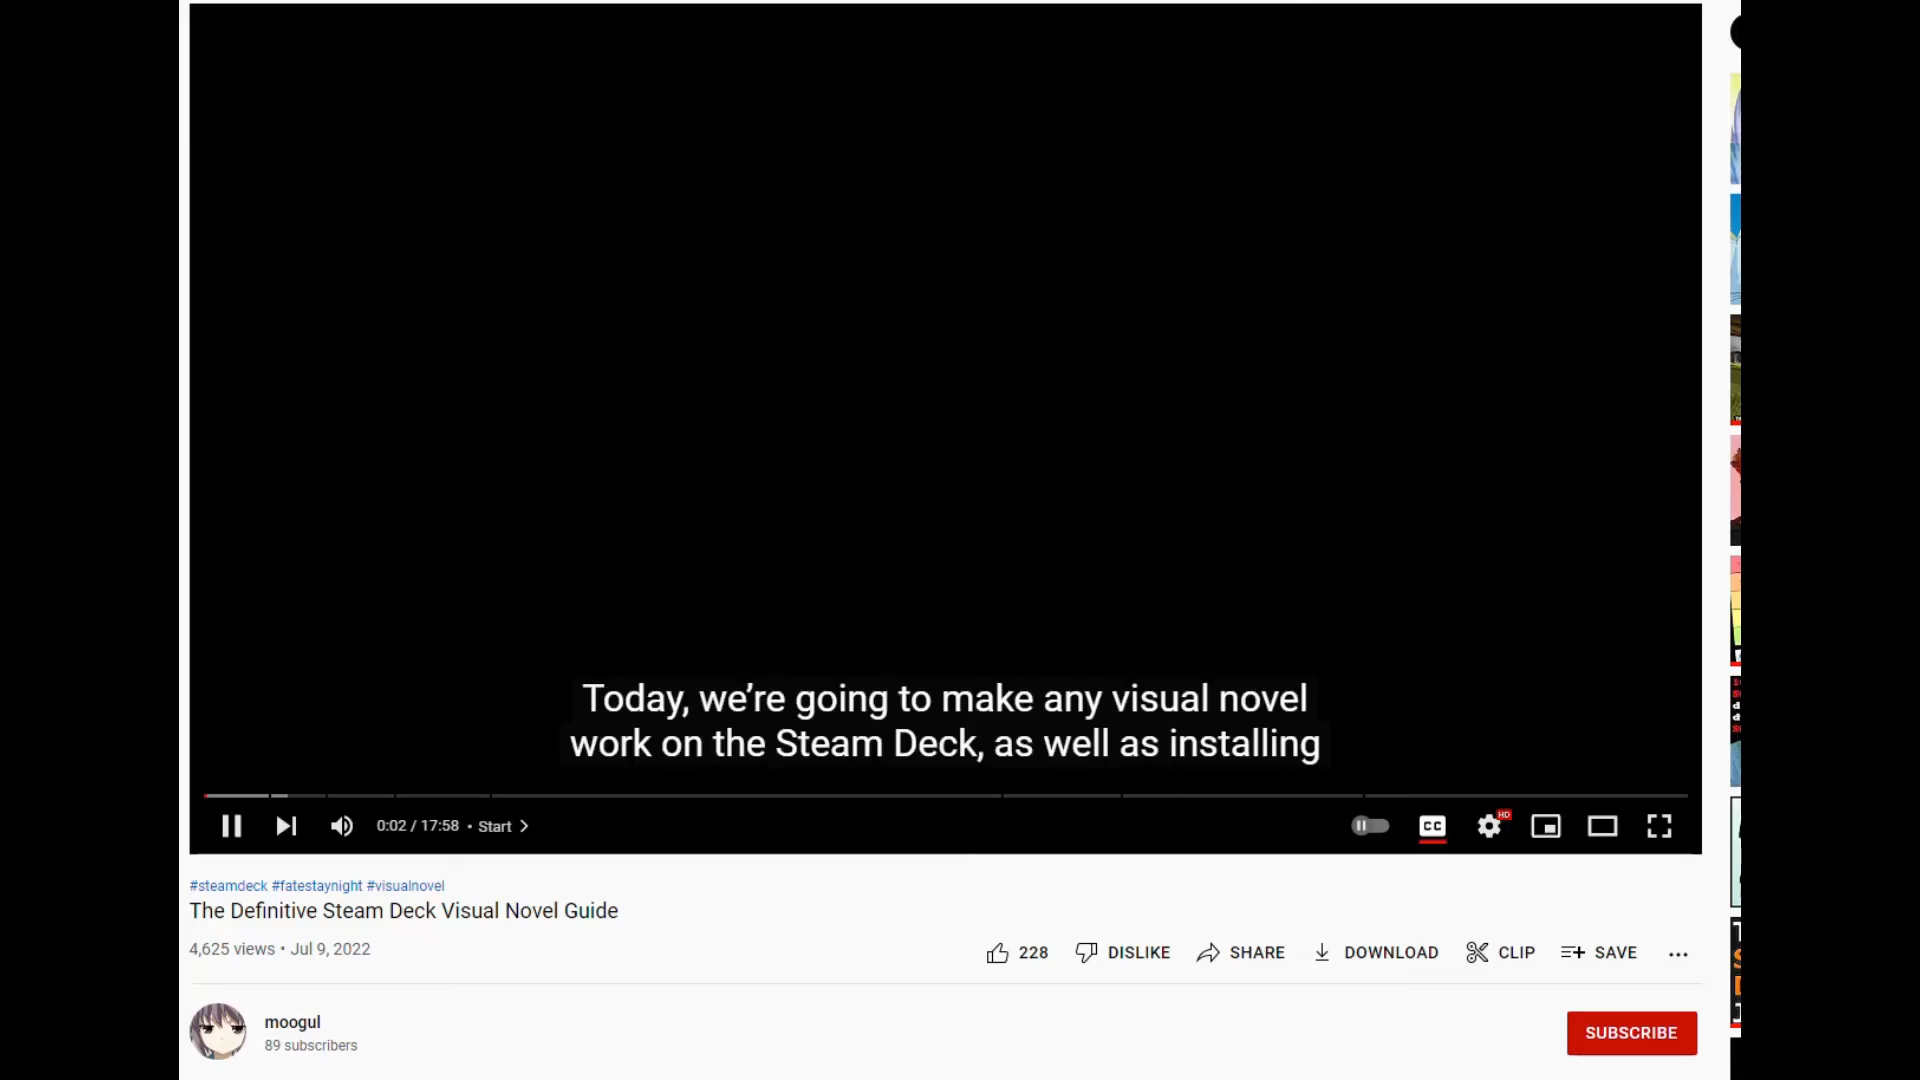 Today, we're going to make any visual novel
work on the Steam Deck, as well as installing
0:02 / 17:58 • Start
CC
HD
#steamdeck #fatestaynight #visualnovel
The Definitive Steam Deck Visual Novel Guide
4,625 views • Jul 9, 2022
228
DISLIKE
SHARE
DOWNLOAD
CLIP
SAVE
moogul
89 subscribers
SUBSCRIBE